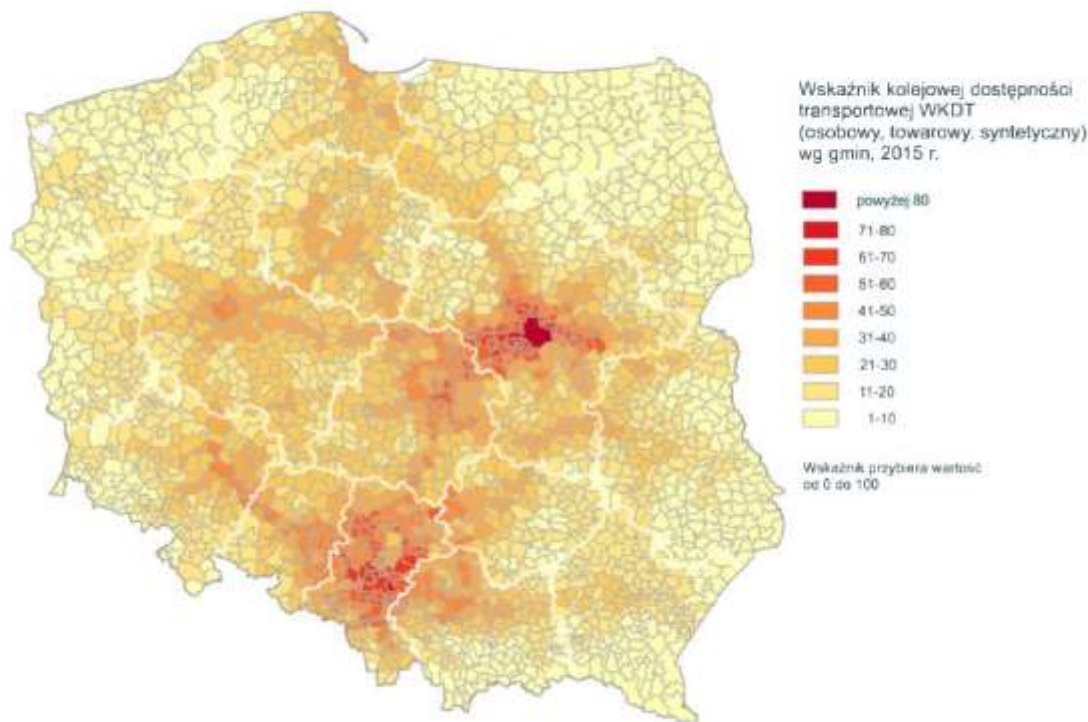 Wskaźnik kolejowej dostępności
transportowej WKDT
(osobowy, towarowy, syntetyczny)
wg gmin, 2015 r.
powyżej 80
71-80
61-70
51-60
41-50
31-40
21-30
11-20
1-10
Wskaźnik przybiera wartość
od 0 do 100